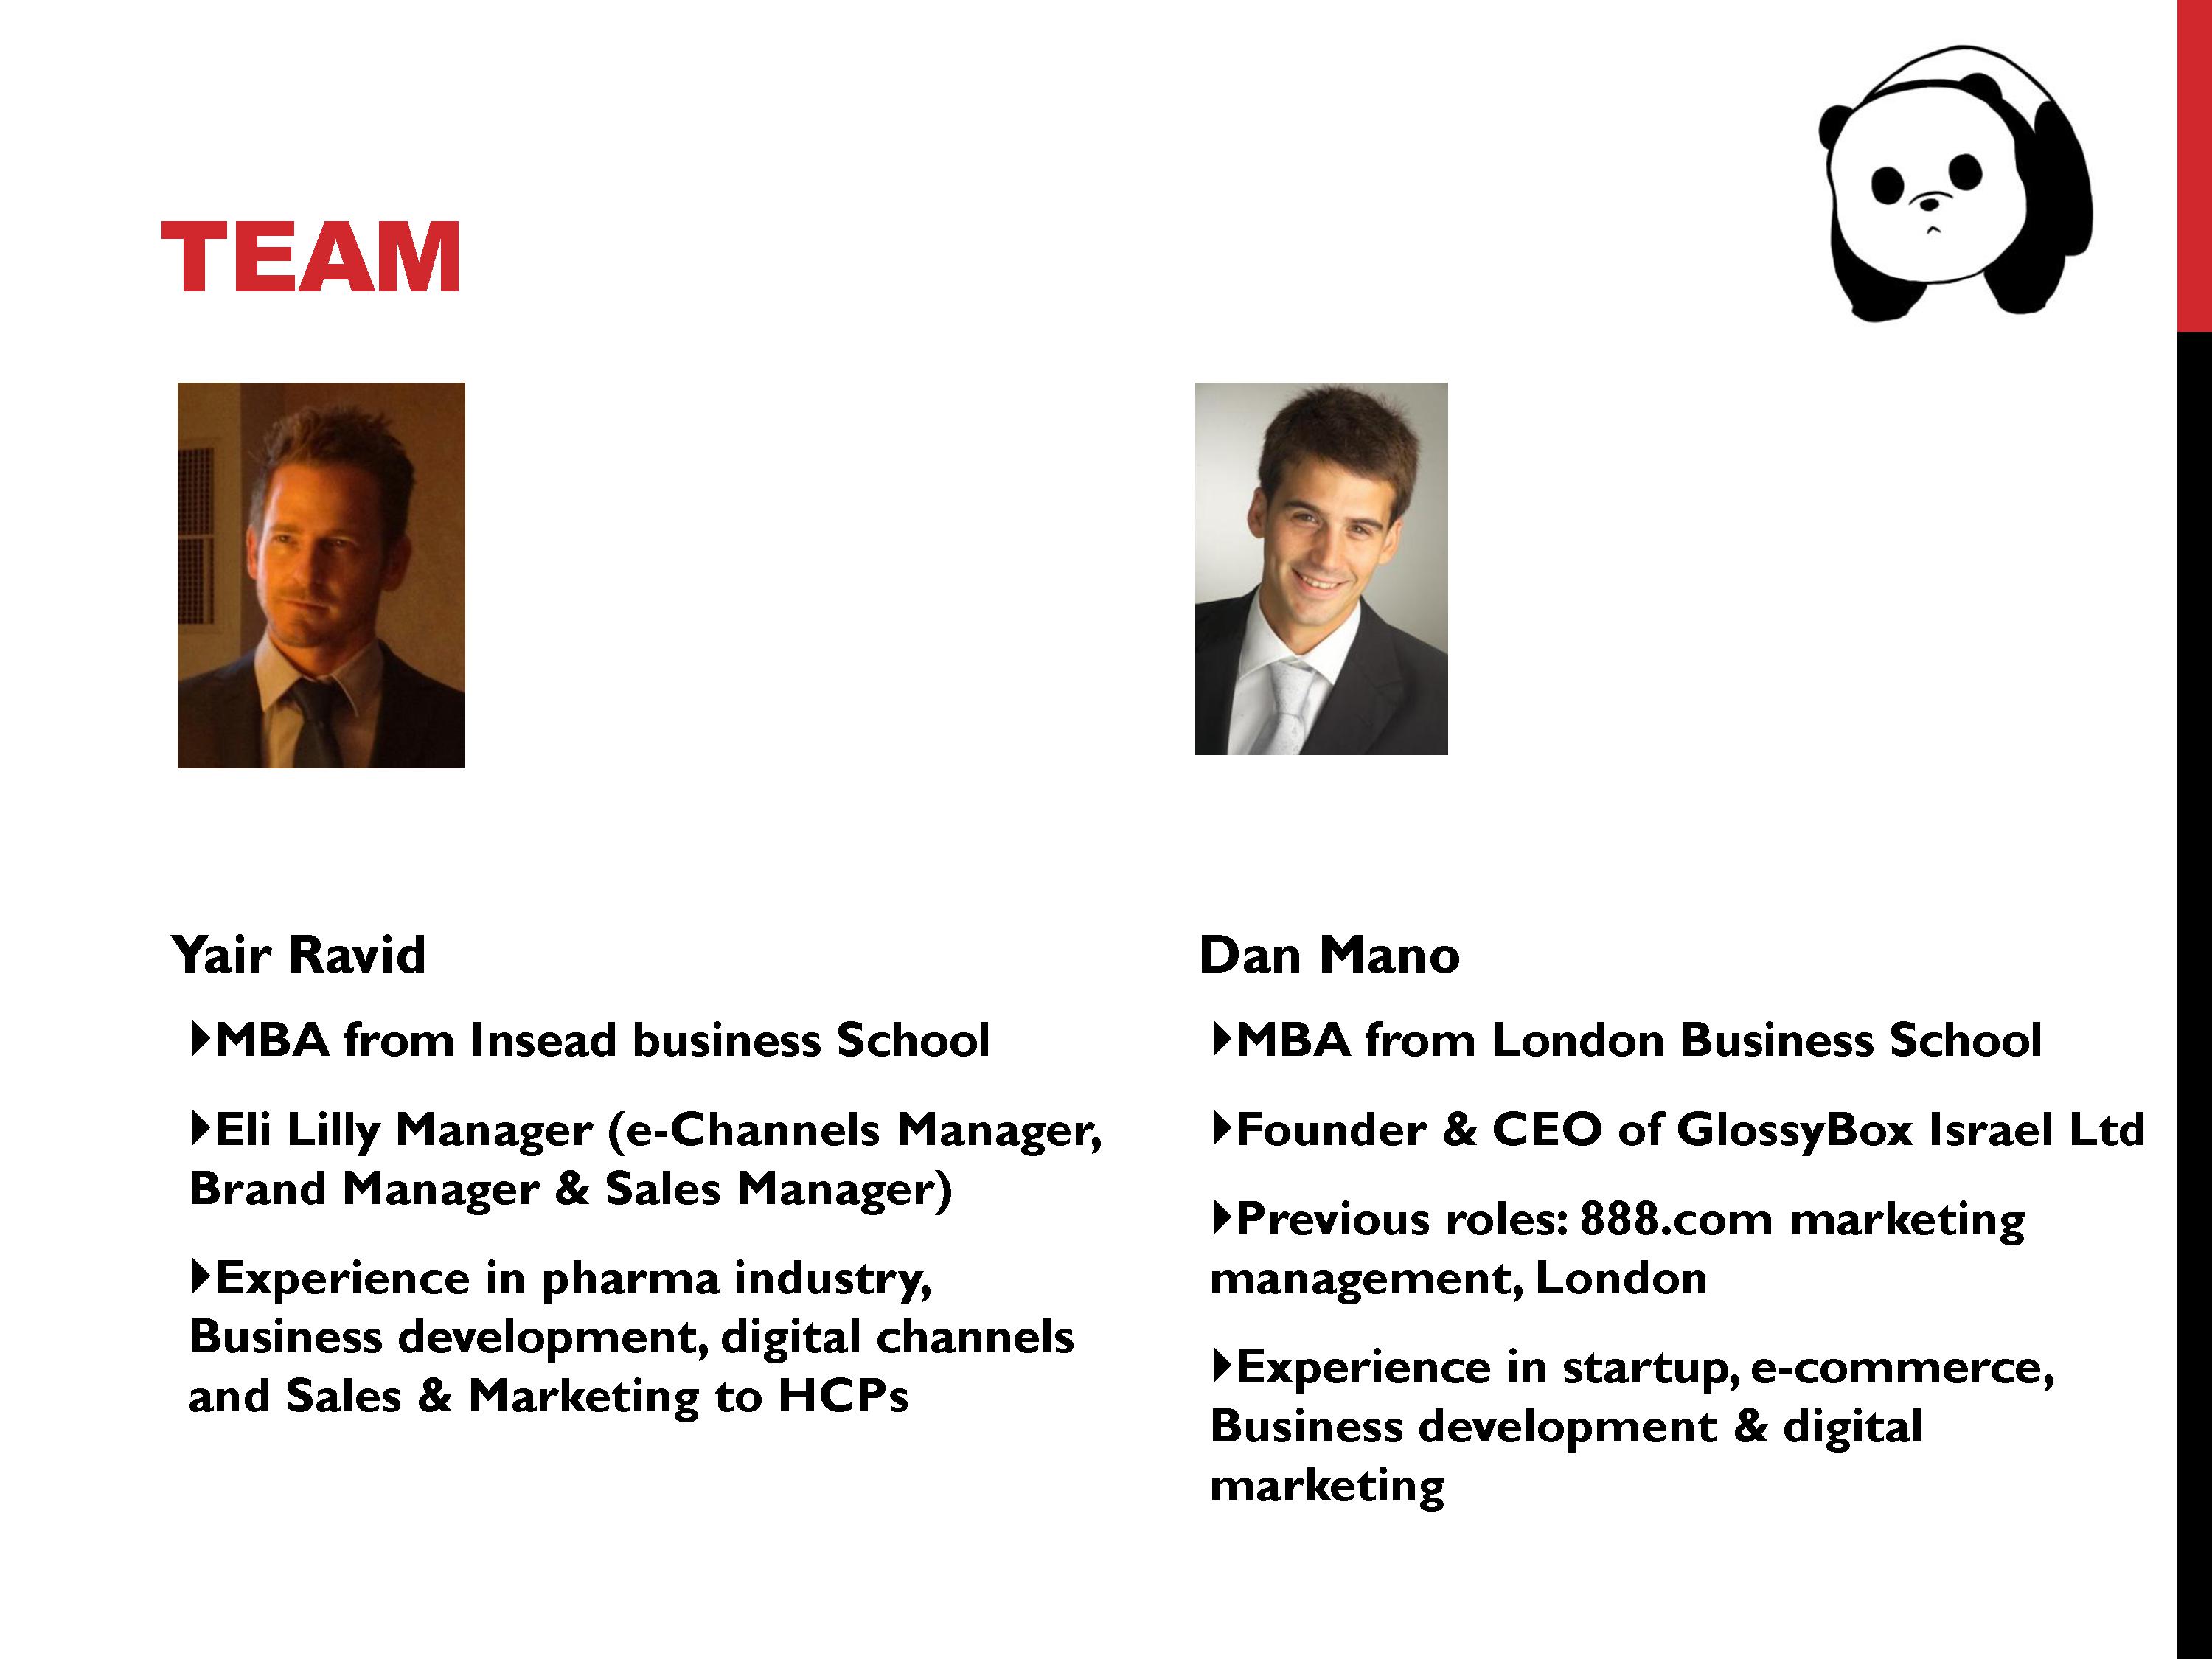 TEAM
Yair Ravid
▶MBA from Insead business School
▶Eli Lilly Manager (e-Channels Manager,
Brand Manager & Sales Manager)
▶Experience in pharma industry,
Business development, digital channels
and Sales & Marketing to HCPs
Dan Mano
▶MBA from London Business School
▶Founder & CEO of GlossyBox Israel Ltd
▶Previous roles: 888.com marketing
management, London
▶Experience in startup, e-commerce,
Business development & digital
marketing